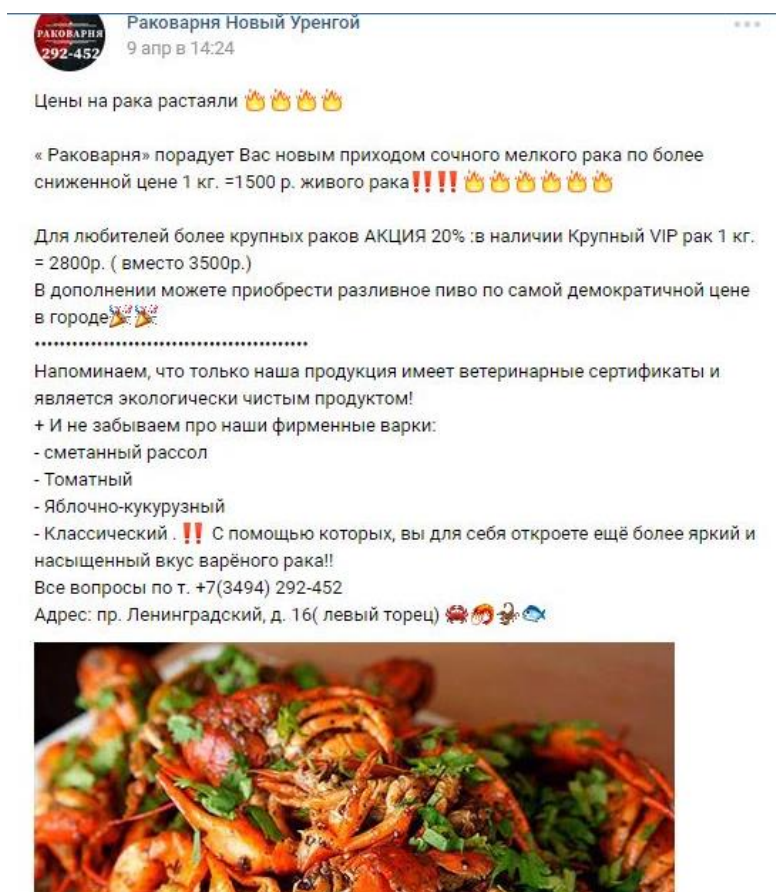 РАКОВАРНЯ
292-452
Раковарня Новый Уренгой
9 апр в 14:24
Цены на рака растаяли 🔥🔥🔥🔥
« Раковарня» порадует Вас новым приходом сочного мелкого рака по более
сниженной цене 1 кг. =1500 р. живого рака‼️‼️🔥🔥🔥🔥🔥🔥
Для любителей более крупных раков АКЦИЯ 20% :в наличии Крупный VIP рак 1 кг.
= 2800р. ( вместо 3500р.)
В дополнении можете приобрести разливное пиво по самой демократичной цене
в городе🎉🎉
............................................
Напоминаем, что только наша продукция имеет ветеринарные сертификаты и
является экологически чистым продуктом!
+ И не забываем про наши фирменные варки:
- сметанный рассол
- Томатный
- Яблочно-кукурузный
- Классический . ‼️ С помощью которых, вы для себя откроете ещё более яркий и
насыщенный вкус варёного рака!!
Все вопросы по т. +7(3494) 292-452
Адрес: пр. Ленинградский, д. 16( левый торец) 🦀🦐🦂🐟